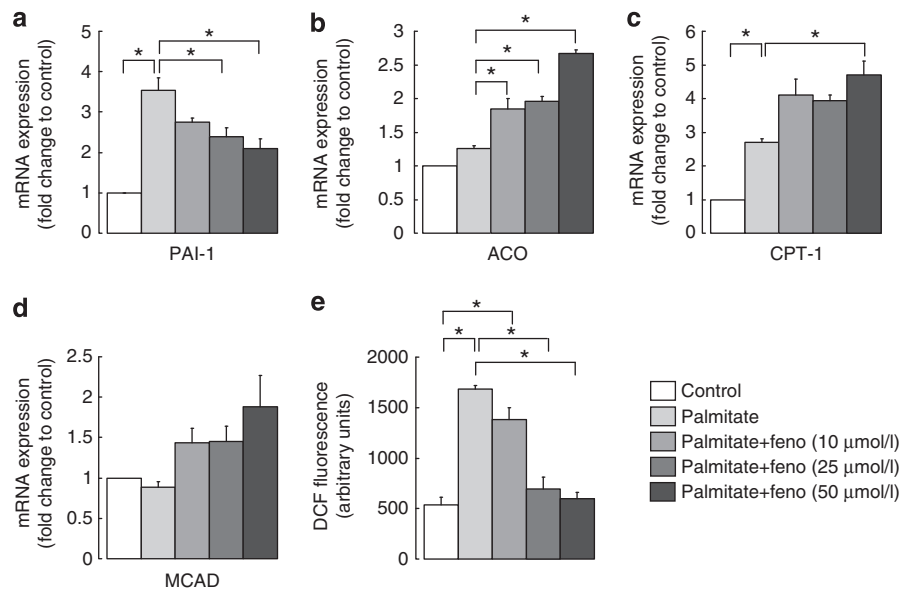 a
mRNA expression
(fold change to control)
5
4
3
2
1
0
*
*
*
PAI-1
b
mRNA expression
(fold change to control)
3
2.5
2
1.5
1
0.5
0
*
*
*
ACO
c
mRNA expression
(fold change to control)
6
5
4
3
2
1
0
*
*
CPT-1
d
mRNA expression
(fold change to control)
2.5
2
1.5
1
0.5
0
MCAD
e
DCF fluorescence
(arbitrary units)
2000
1500
1000
500
0
*
*
*
*
Control
Palmitate
Palmitate+feno (10 μmol/l)
Palmitate+feno (25 μmol/l)
Palmitate+feno (50 μmol/l)